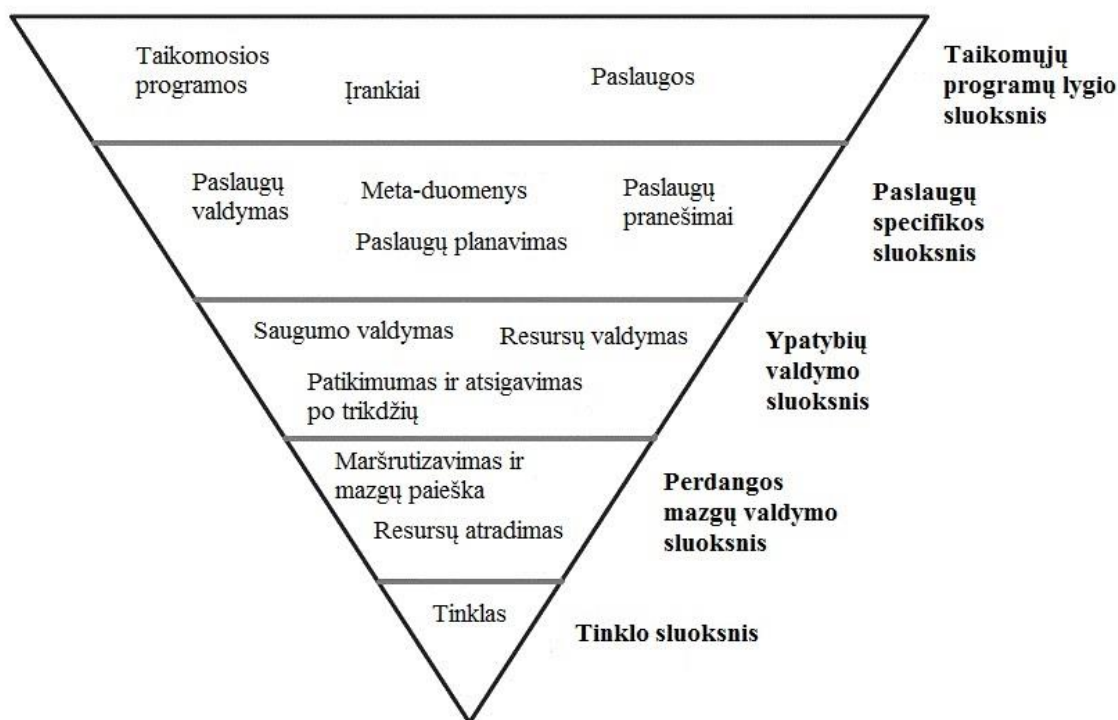 Taikomosios
programos
Įrankiai
Paslaugos
Taikomųjų
programų lygio
sluoksnis
Paslaugų
valdymas
Meta-duomenys
Paslaugų planavimas
Paslaugų
pranešimai
Paslaugų
specifikos
sluoksnis
Saugumo valdymas
Resursų valdymas
Patikimumas ir atsigavimas
po trikdžių
Ypatybių
valdymo
sluoksnis
Maršrutizavimas ir
mazgų paieška
Resursų atradimas
Perdangos
mazgų valdymo
sluoksnis
Tinklas
Tinklo sluoksnis